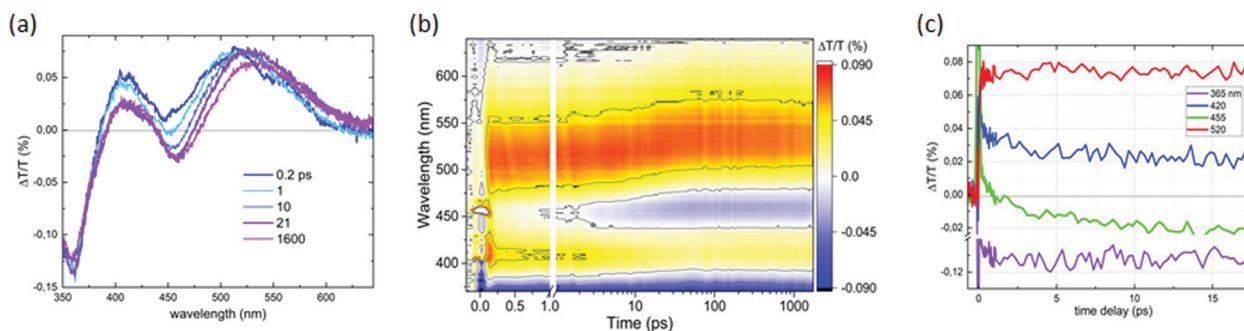 (a)
ΔT/T (%)
0,05
0,00
-0,05
-0,10
-0,15
0.2 ps
1
10
21
1600
350 400 450 500 550 600
wavelength (nm)
(b)
Wavelength (nm)
600
550
500
450
400
0.0 0.5 1.0 10 100 1000
Time (ps)
ΔT/T (%)
0.090
0.045
0.0
-0.045
-0.090
(c)
ΔT/T (%)
0,08
0,06
0,04
0,02
-0,00
-0,02
-0,12
365 nm
420
455
520
0 5 10 15
time delay (ps)